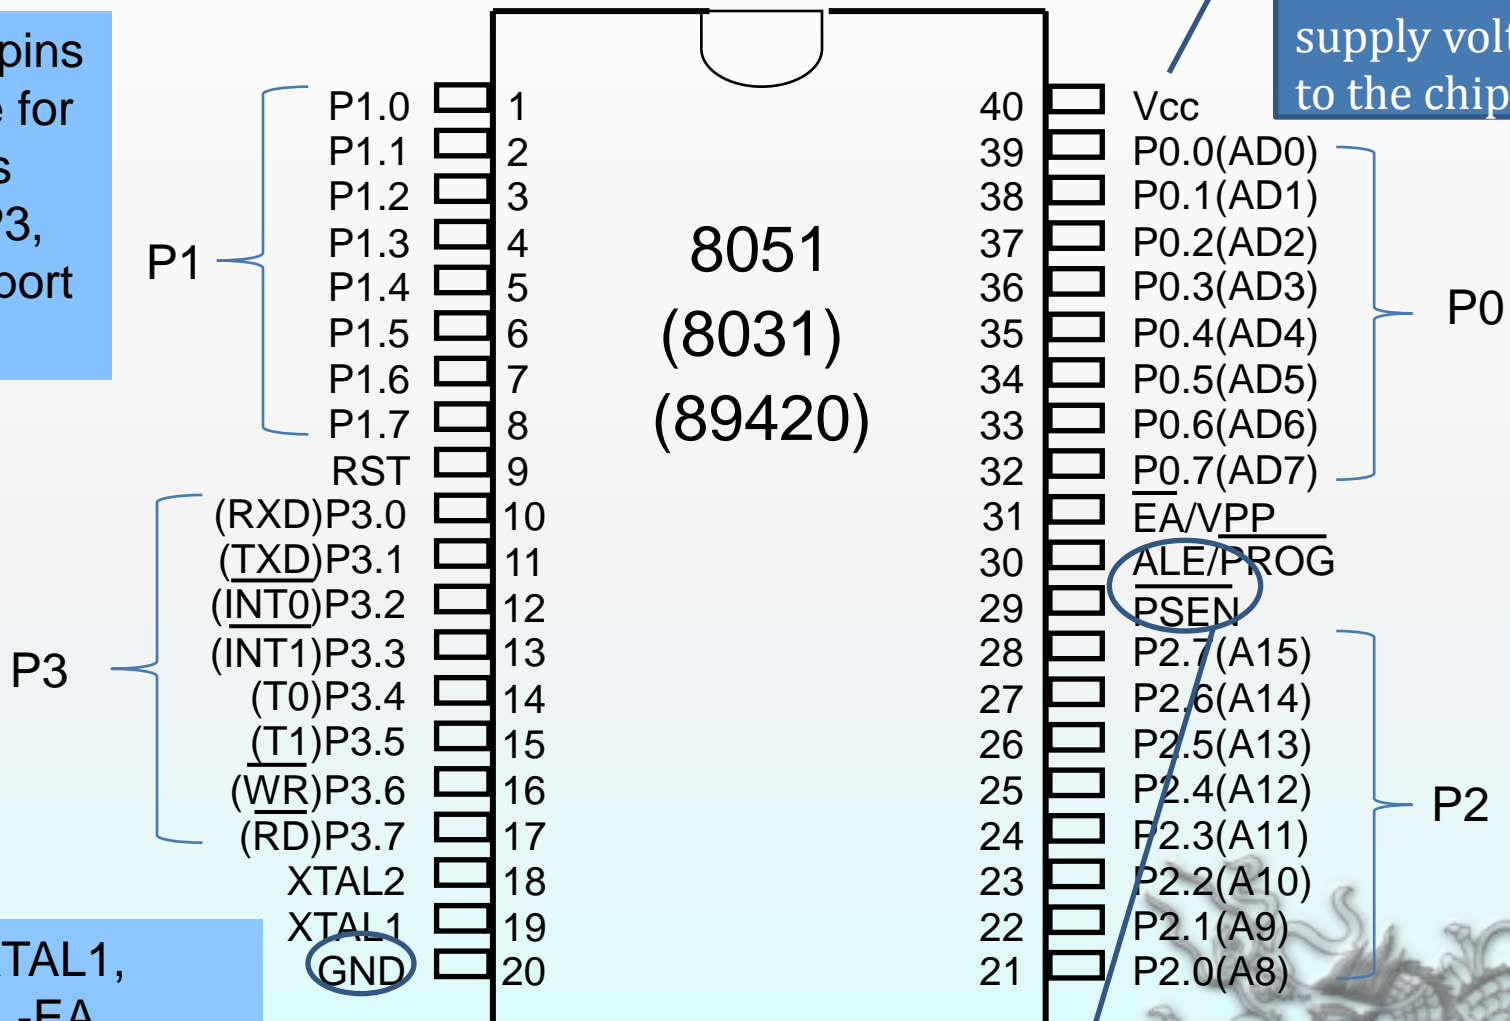 pins
e for
s
P3,
port
supply volt
to the chip
8051
(8031)
(89420)
P1
P1.0 1
P1.1 2
P1.2 3
P1.3 4
P1.4 5
P1.5 6
P1.6 7
P1.7 8
RST 9
P3
(RXD)P3.0 10
(TXD)P3.1 11
(INT0)P3.2 12
(INT1)P3.3 13
(T0)P3.4 14
(T1)P3.5 15
(WR)P3.6 16
(RD)P3.7 17
XTAL2 18
XTAL1 19
GND 20
40 Vcc
39 P0.0(AD0)
38 P0.1(AD1)
37 P0.2(AD2)
36 P0.3(AD3)
35 P0.4(AD4)
34 P0.5(AD5)
33 P0.6(AD6)
32 P0.7(AD7)
P0
31 EA/VPP
30 ALE/PROG
29 PSEN
28 P2.7(A15)
27 P2.6(A14)
26 P2.5(A13)
25 P2.4(A12)
24 P2.3(A11)
23 P2.2(A10)
22 P2.1(A9)
21 P2.0(A8)
P2
TAL1,
-EA